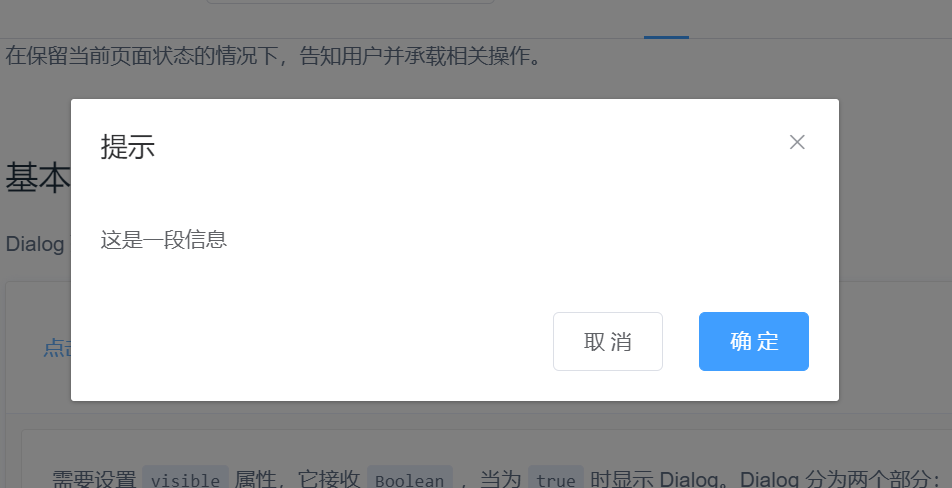 在保留当前页面状态的情况下，告知用户并承载相关操作。
提示
基本
这是一段信息
Dialog
取 消
确 定
点击
需要设置 visible 属性，它接收 Boolean ，当为 true 时显示 Dialog。Dialog 分为两个部分：